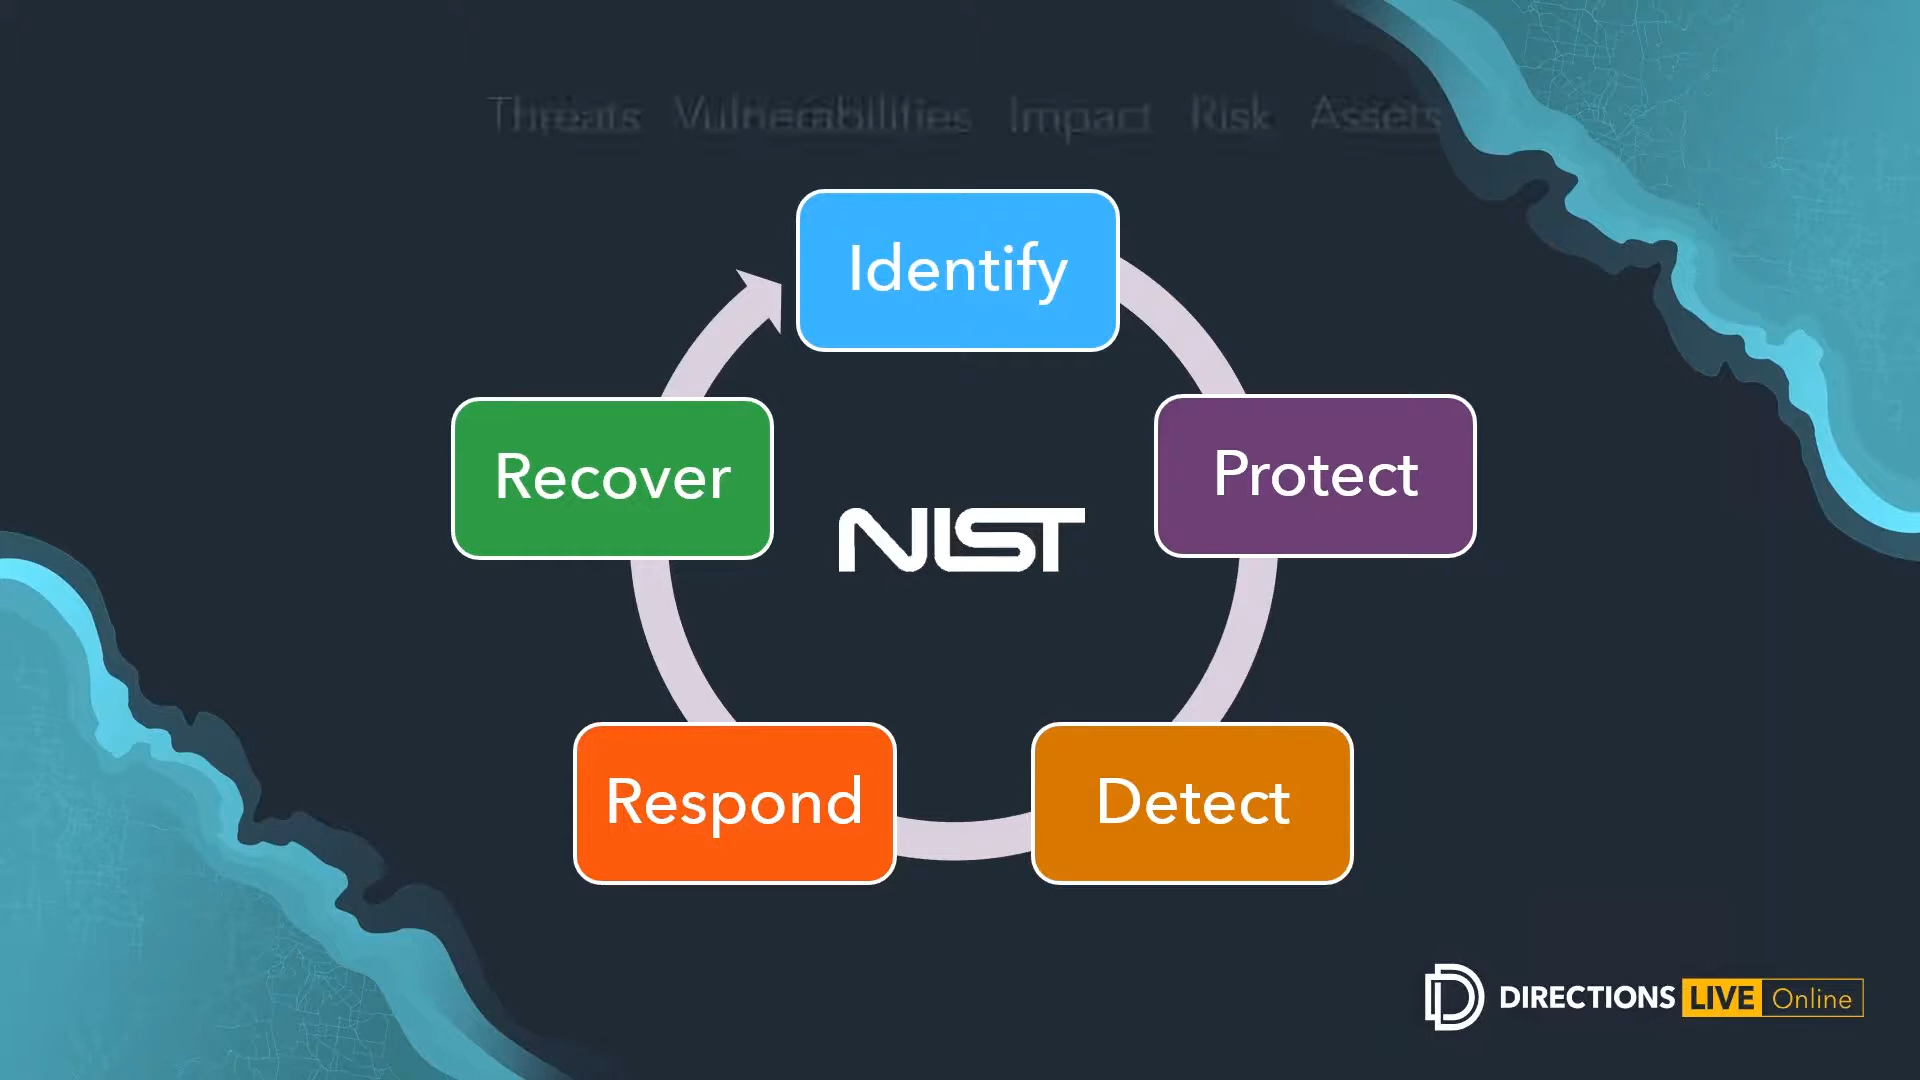 Threats Vulnerabilities Impact Risk Assets
Identify
Recover
Protect
NIST
Respond
Detect
DIRECTIONS LIVE Online